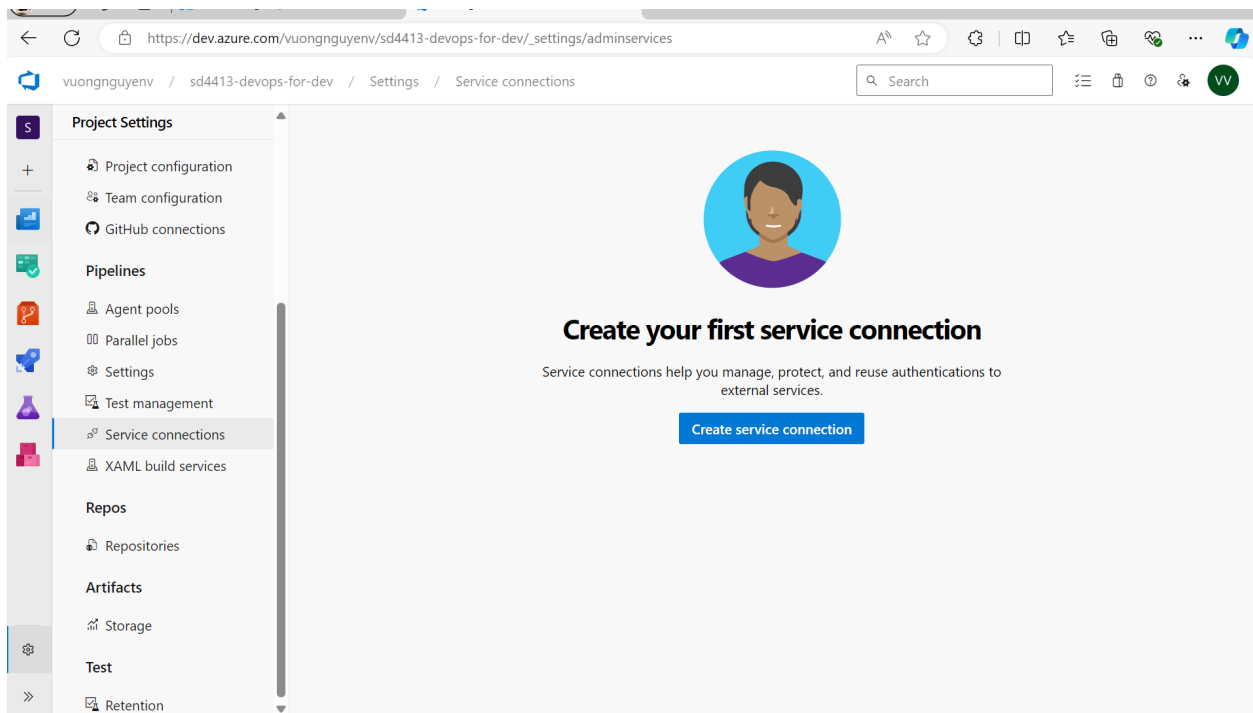 https://dev.azure.com/vuongnguyenv/sd4413-devops-for-dev/_settings/adminservices
vuongnguyenv / sd4413-devops-for-dev / Settings / Service connections
Search
VV
S
Project Settings
Project configuration
Team configuration
GitHub connections
Pipelines
Agent pools
Parallel jobs
Settings
Test management
Service connections
XAML build services
Repos
Repositories
Artifacts
Storage
Test
Retention
Create your first service connection
Service connections help you manage, protect, and reuse authentications to
external services.
Create service connection